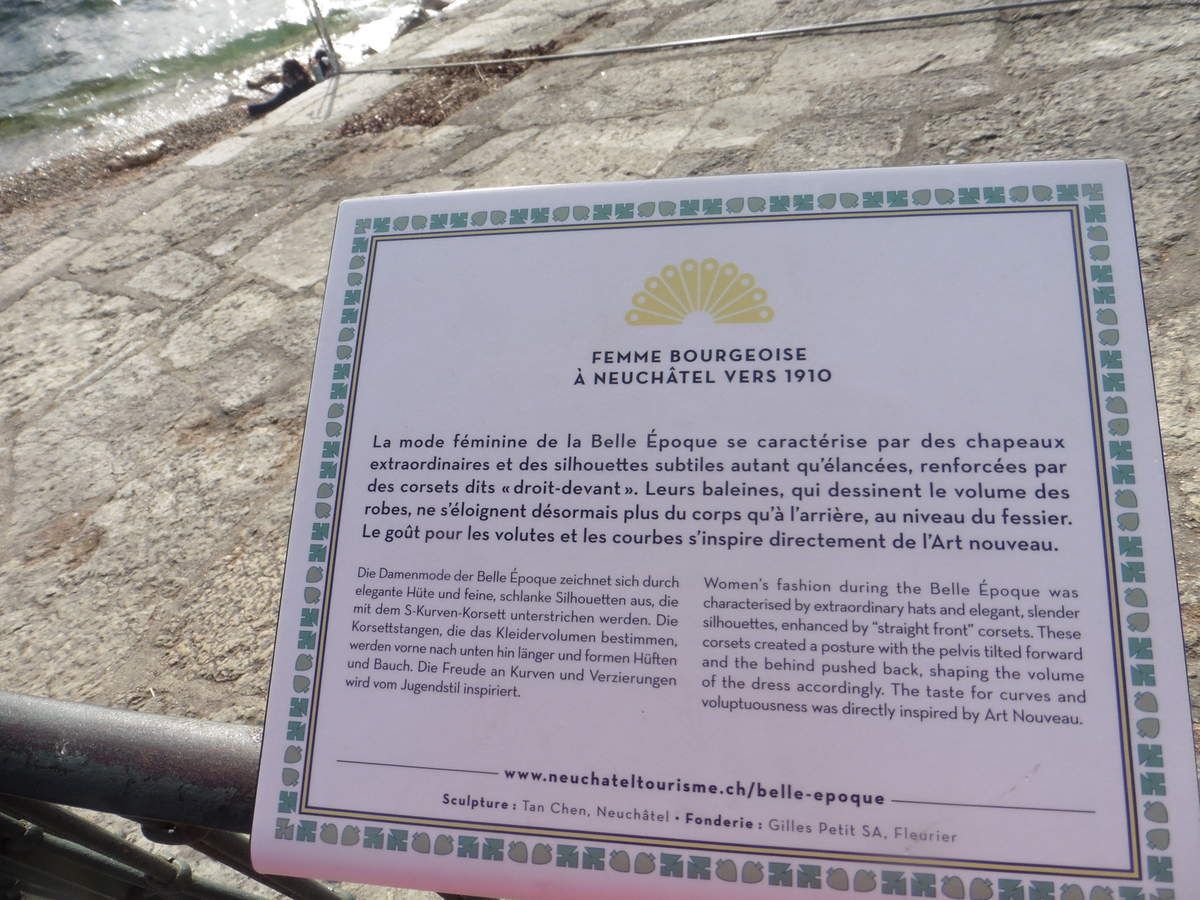 FEMME BOURGEOISE
À NEUCHÂTEL VERS 1910
La mode féminine de la Belle Époque se caractérise par des chapeaux
extraordinaires et des silhouettes subtiles autant qu'élancées, renforcées par
des corsets dits « droit-devant ». Leurs baleines, qui dessinent le volume des
robes, ne s'éloignent désormais plus du corps qu'à l'arrière, au niveau du fessier.
Le goût pour les volutes et les courbes s'inspire directement de l'Art nouveau.
Die Damenmode der Belle Époque zeichnet sich durch
elegante Hüte und feine, schlanke Silhouetten aus, die
mit dem S-Kurven-Korsett unterstrichen werden. Die
Korsettstangen, die das Kleidervolumen bestimmen,
werden vorne nach unten hin länger und formen Hüften
und Bauch. Die Freude an Kurven und Verzierungen
wird vom Jugendstil inspiriert.
Women's fashion during the Belle Époque was
characterised by extraordinary hats and elegant, slender
silhouettes, enhanced by "straight front" corsets. These
corsets created a posture with the pelvis tilted forward
and the behind pushed back, shaping the volume
of the dress accordingly. The taste for curves and
voluptuousness was directly inspired by Art Nouveau.
www.neuchateltourisme.ch/belle-epoque
Sculpture : Tan Chen, Neuchâtel • Fonderie : Gilles Petit SA, Fleurier